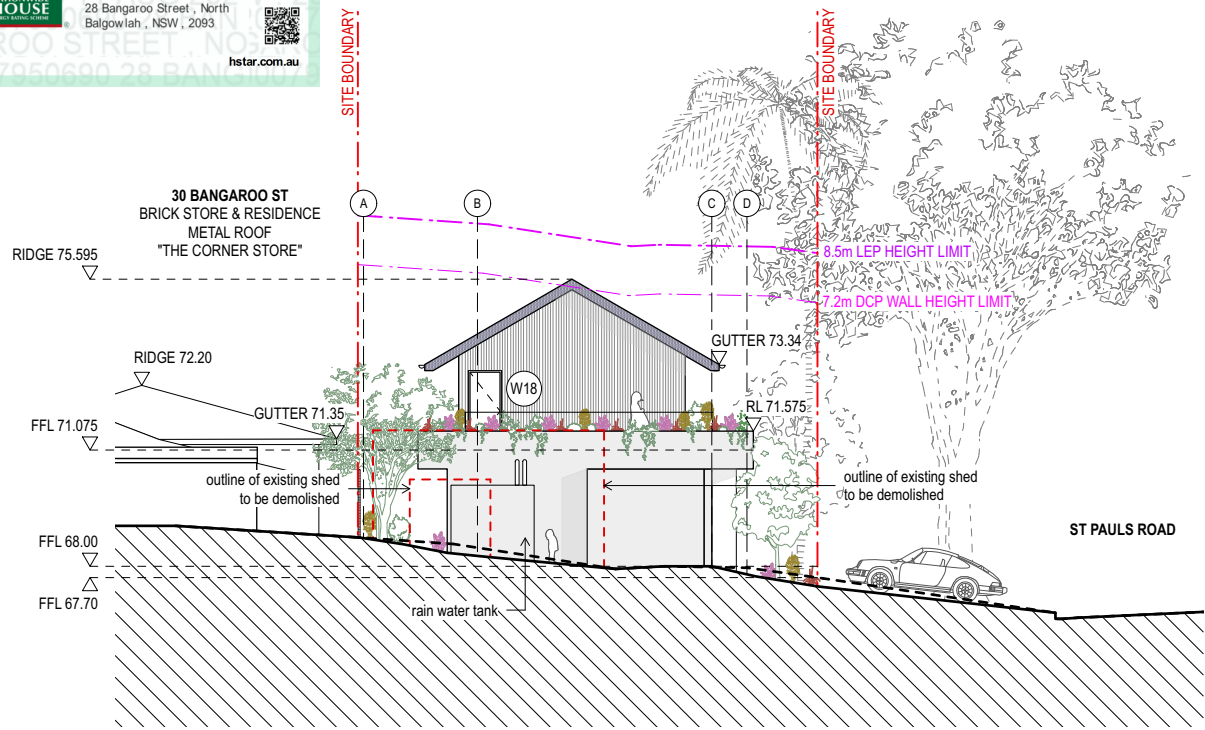 HOUSE
28 Bangaroo Street , North
Balgowlah , NSW , 2093
hstar.com.au
SITE BOUNDARY
SITE BOUNDARY
30 BANGAROO ST
BRICK STORE & RESIDENCE
METAL ROOF
"THE CORNER STORE"
A
B
C
D
RIDGE 75.595
8.5m LEP HEIGHT LIMIT
7.2m DCP WALL HEIGHT LIMIT
GUTTER 73.34
RIDGE 72.20
W18
RL 71.575
GUTTER 71.35
FFL 71.075
outline of existing shed
to be demolished
outline of existing shed
to be demolished
ST PAULS ROAD
FFL 68.00
FFL 67.70
rain water tank